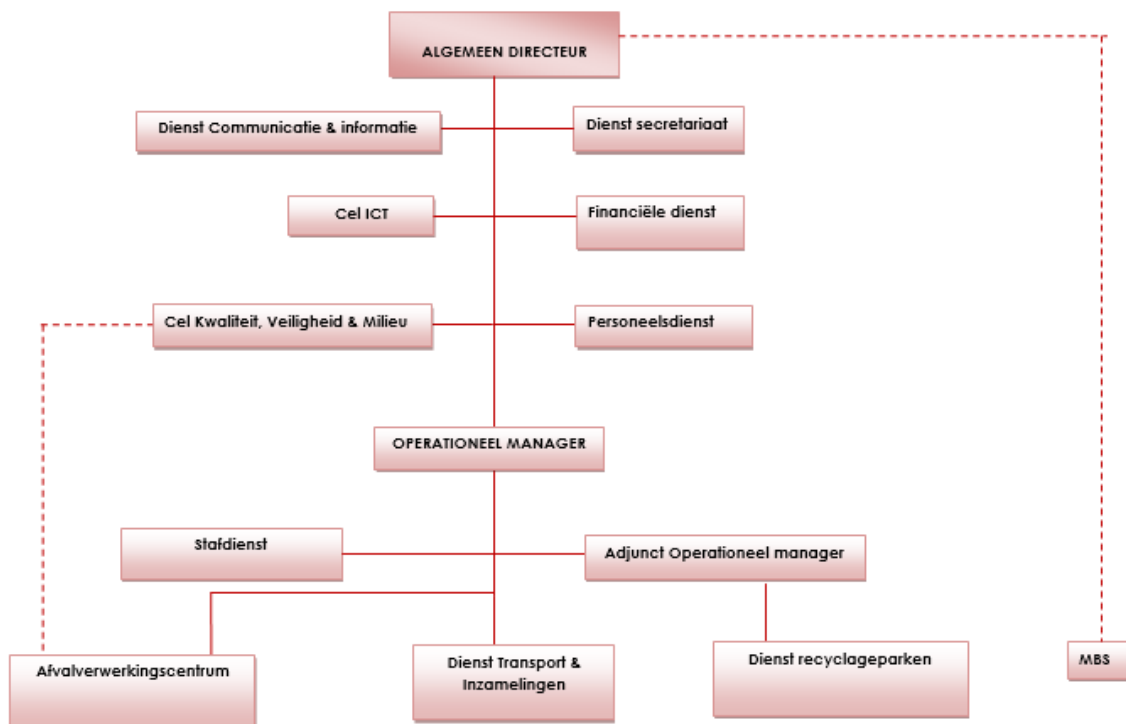 ALGEMEEN DIRECTEUR
Dienst Communicatie & informatie
Dienst secretariaat
Cel ICT
Financiële dienst
Cel Kwaliteit, Veiligheid & Milieu
Personeelsdienst
OPERATIONEEL MANAGER
Stafdienst
Adjunct Operationeel manager
Afvalverwerkingscentrum
Dienst Transport &
Inzamelingen
Dienst recyclageparken
MBS